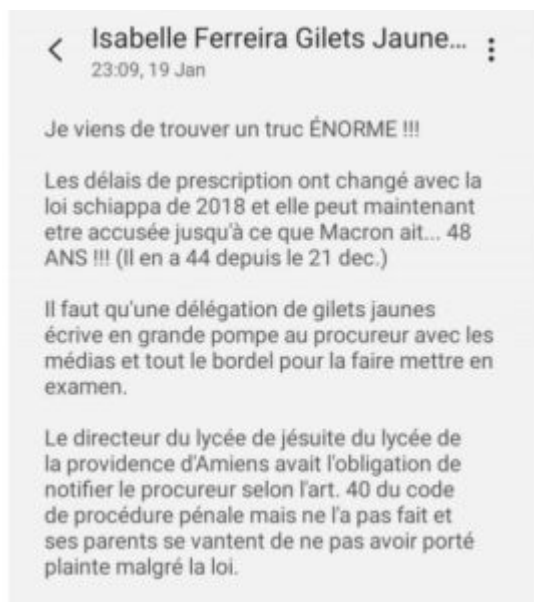 Isabelle Ferreira Gilets Jaune...
23:09, 19 Jan
Je viens de trouver un truc ÉNORME !!!
Les délais de prescription ont changé avec la
loi schiappa de 2018 et elle peut maintenant
etre accusée jusqu'à ce que Macron ait... 48
ANS !!! (Il en a 44 depuis le 21 dec.)
Il faut qu'une délégation de gilets jaunes
écrive en grande pompe au procureur avec les
médias et tout le bordel pour la faire mettre en
examen.
Le directeur du lycée de jésuite du lycée de
la providence d'Amiens avait l'obligation de
notifier le procureur selon l'art. 40 du code
de procédure pénale mais ne l'a pas fait et
ses parents se vantent de ne pas avoir porté
plainte malgré la loi.